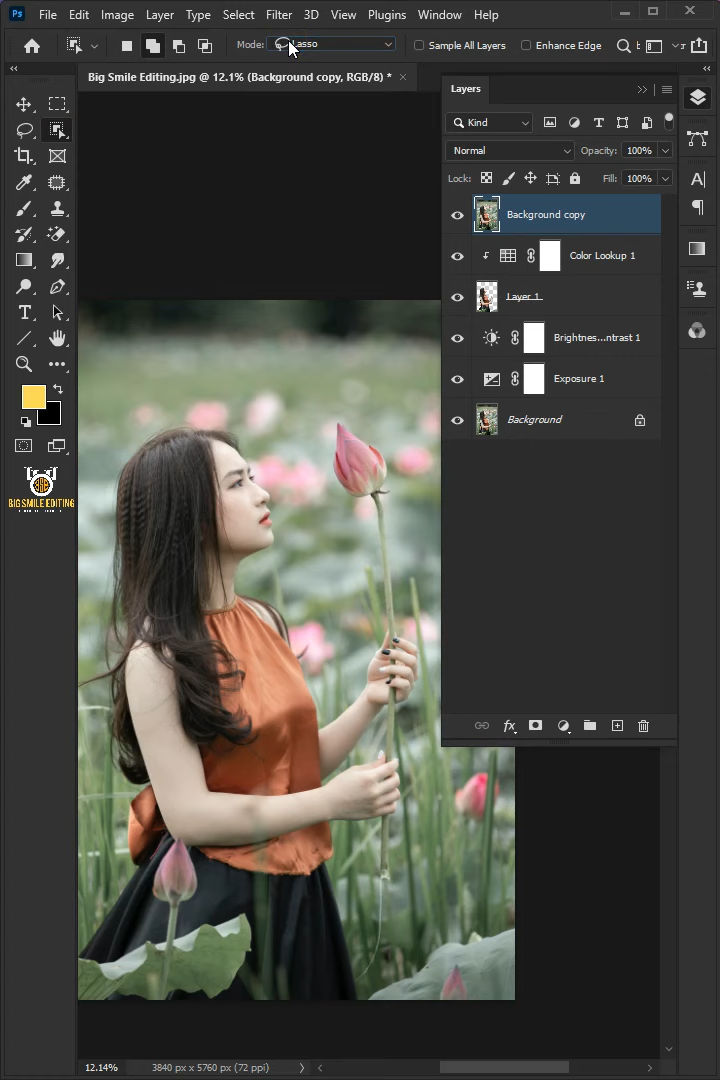 Ps File Edit Image Layer Type Select Filter 3D View Plugins Window Help
Mode: Lasso Sample All Layers Enhance Edge
Big Smile Editing.jpg @ 12.1% (Background copy, RGB/8) *
Layers
Kind
Normal Opacity: 100%
Lock: Fill: 100%
Background copy
Color Lookup 1
Layer 1
Brightnes...ntrast 1
Exposure 1
Background
fx
BIG SMILE EDITING
12.14% 3840 px x 5760 px (72 ppi)